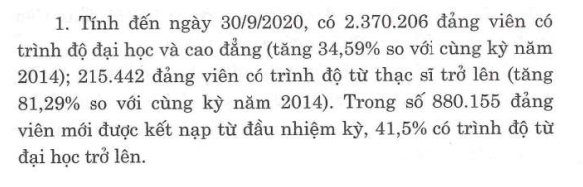 1. Tính đến ngày 30/9/2020, có 2.370.206 đảng viên có
trình độ đại học và cao đẳng (tăng 34,59% so với cùng kỳ năm
2014); 215.442 đảng viên có trình độ từ thạc sĩ trở lên (tăng
81,29% so với cùng kỳ năm 2014). Trong số 880.155 đảng
viên mới được kết nạp từ đầu nhiệm kỳ, 41,5% có trình độ từ
đại học trở lên.